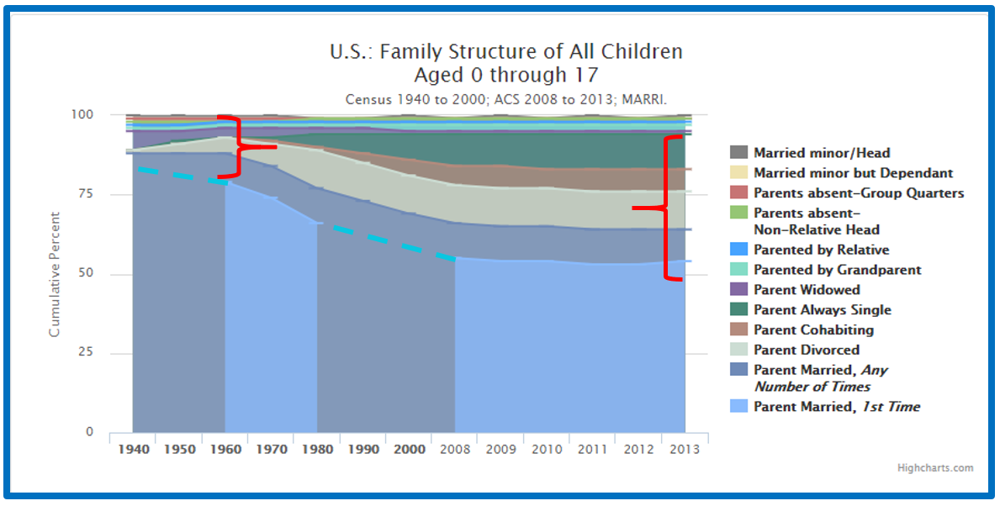 U.S.: Family Structure of All Children
Aged 0 through 17
Census 1940 to 2000; ACS 2008 to 2013; MARRI.
Cumulative Percent
100
75
50
25
0
1940 1950 1960 1970 1980 1990 2000 2008 2009 2010 2011 2012 2013
Married minor/Head
Married minor but Dependant
Parents absent-Group Quarters
Parents absent-
Non-Relative Head
Parented by Relative
Parented by Grandparent
Parent Widowed
Parent Always Single
Parent Cohabiting
Parent Divorced
Parent Married, Any
Number of Times
Parent Married, 1st Time
Highcharts.com